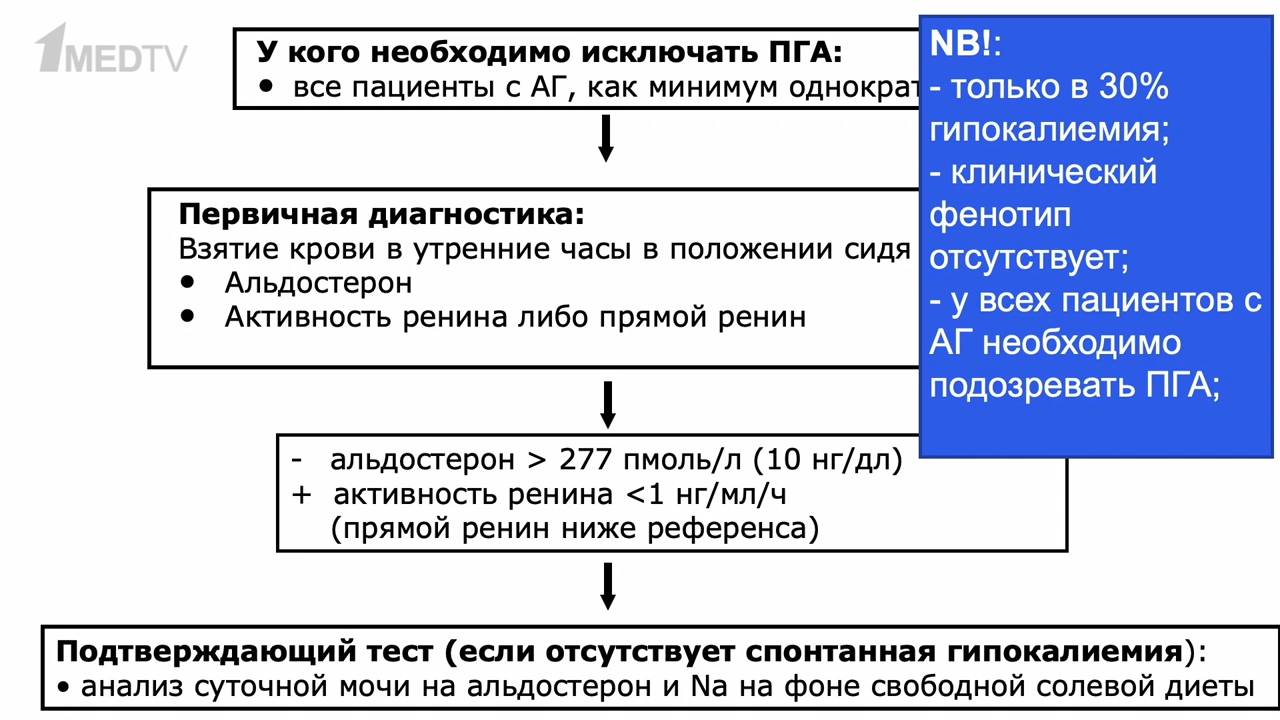 1MEDTV
У кого необходимо исключать ПГА:
• все пациенты с АГ, как минимум однократ
Первичная диагностика:
Взятие крови в утренние часы в положении сидя
• Альдостерон
• Активность ренина либо прямой ренин
- альдостерон > 277 пмоль/л (10 нг/дл)
+ активность ренина <1 нг/мл/ч
(прямой ренин ниже референса)
Подтверждающий тест (если отсутствует спонтанная гипокалиемия):
• анализ суточной мочи на альдостерон и Na на фоне свободной солевой диеты
NB!:
- только в 30%
гипокалиемия;
- клинический
фенотип
отсутствует;
- у всех пациентов с
АГ необходимо
подозревать ПГА;